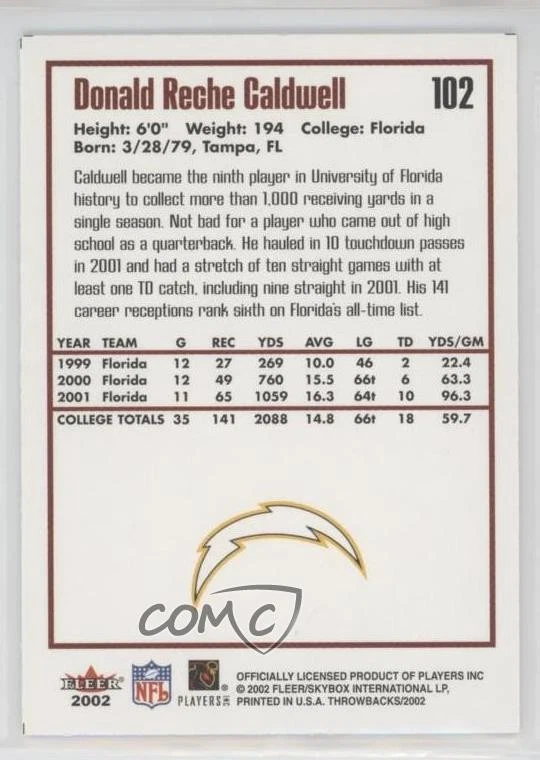 Donald Reche Caldwell 102
Height: 6'0" Weight: 194 College: Florida
Born: 3/28/79, Tampa, FL
Caldwell became the ninth player in University of Florida
history to collect more than 1,000 receiving yards in a
single season. Not bad for a player who came out of high
school as a quarterback. He hauled in 10 touchdown passes
in 2001 and had a stretch of ten straight games with at
least one TD catch, including nine straight in 2001. His 141
career receptions rank sixth on Florida's all-time list.
YEAR TEAM G REC YDS AVG LG TD YDS/GM
1999 Florida 12 27 269 10.0 46 2 22.4
2000 Florida 12 49 760 15.5 66t 6 63.3
2001 Florida 11 65 1059 16.3 64t 10 96.3
COLLEGE TOTALS 35 141 2088 14.8 66t 18 59.7
COMC
FLEER
2002
NFL
PLAYERS INC
OFFICIALLY LICENSED PRODUCT OF PLAYERS INC
© 2002 FLEER/SKYBOX INTERNATIONAL LP,
PRINTED IN U.S.A. THROWBACKS/2002